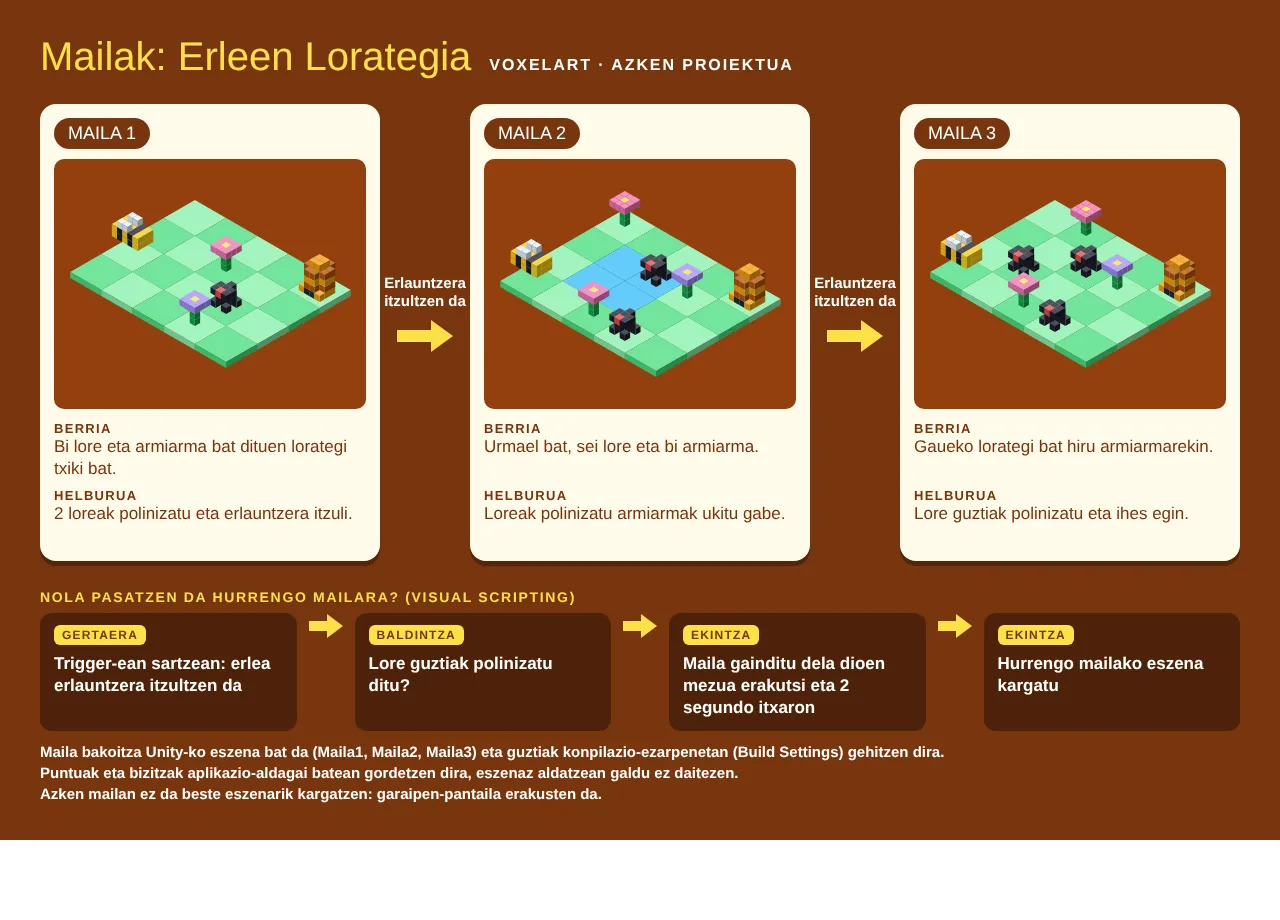 Mailak: Erleen Lorategia VOXELART · AZKEN PROIEKTUA
MAILA 1
BERRIA
Bi lore eta armiarma bat dituen lorategi
txiki bat.
HELBURUA
2 loreak polinizatu eta erlauntzera itzuli.
Erlauntzera
itzultzen da
MAILA 2
BERRIA
Urmael bat, sei lore eta bi armiarma.
HELBURUA
Loreak polinizatu armiarmak ukitu gabe.
Erlauntzera
itzultzen da
MAILA 3
BERRIA
Gaueko lorategi bat hiru armiarmarekin.
HELBURUA
Lore guztiak polinizatu eta ihes egin.
NOLA PASATZEN DA HURRENGO MAILARA? (VISUAL SCRIPTING)
GERTAERA
Trigger-ean sartzean: erlea
erlauntzera itzultzen da
BALDINTZA
Lore guztiak polinizatu
ditu?
EKINTZA
Maila gainditu dela dioen
mezua erakutsi eta 2
segundo itxaron
EKINTZA
Hurrengo mailako eszena
kargatu
Maila bakoitza Unity-ko eszena bat da (Maila1, Maila2, Maila3) eta guztiak konpilazio-ezarpenetan (Build Settings) gehitzen dira.
Puntuak eta bizitzak aplikazio-aldagai batean gordetzen dira, eszenaz aldatzean galdu ez daitezen.
Azken mailan ez da beste eszenarik kargatzen: garaipen-pantaila erakusten da.